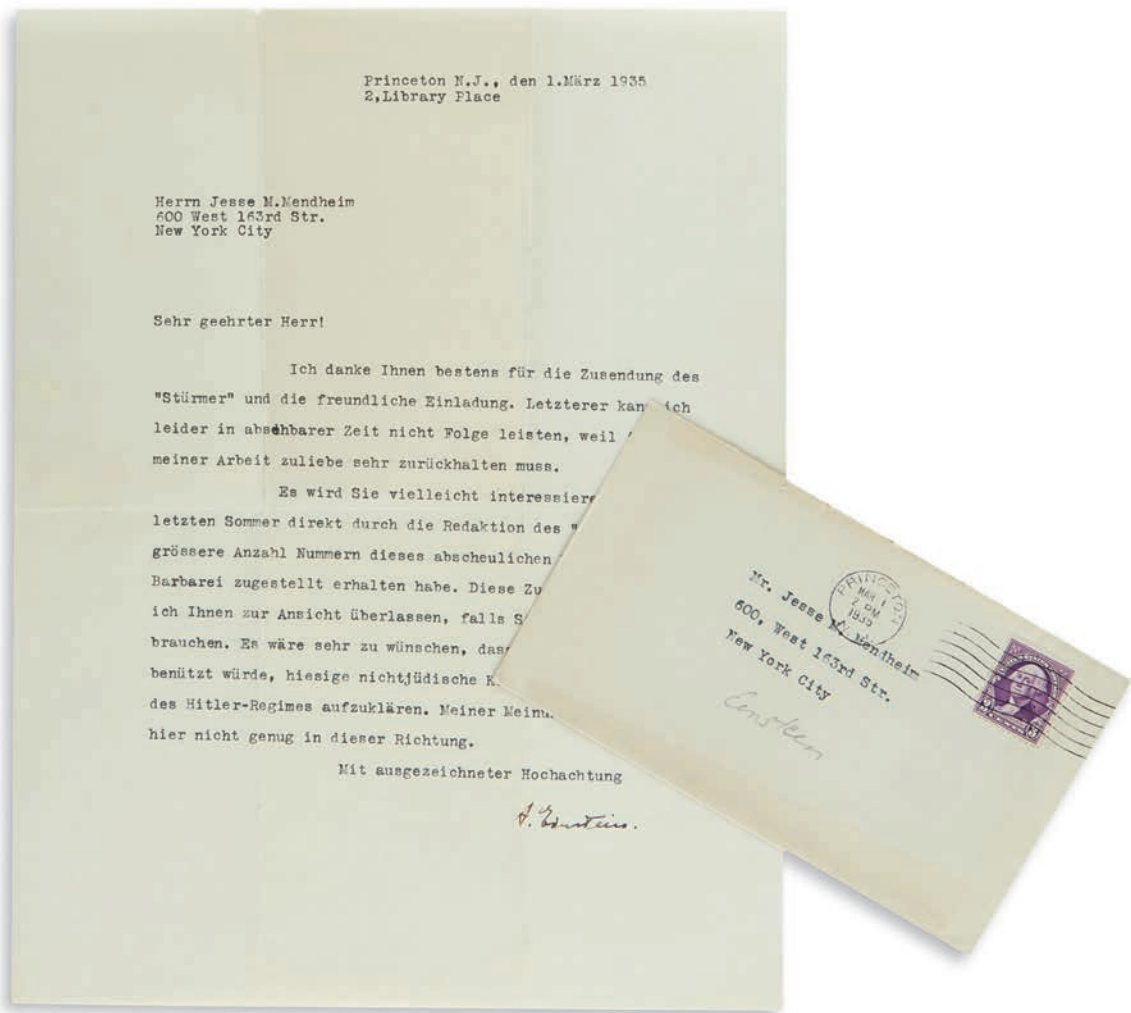 Princeton N.J., den 1.März 1935
2,Library Place
Herrn Jesse M.Mendheim
600 West 163rd Str.
New York City
Sehr geehrter Herr!
Ich danke Ihnen bestens für die Zusendung des
"Stürmer" und die freundliche Einladung. Letzterer kann ich
leider in absehbarer Zeit nicht Folge leisten, weil
meiner Arbeit zuliebe sehr zurückhalten muss.
Es wird Sie vielleicht
letzten Sommer direkt durch die Redaktion des "
grössere Anzahl Nummern dieses abscheulichen
Barbarei zugestellt erhalten habe. Diese
ich Ihnen zur Ansicht überlassen, falls
brauchen. Es wäre sehr zu wünschen,
benützt würde, hiesige nichtjüdische
des Hitler-Regimes aufzuklären. Meiner
hier nicht genug in dieser Richtung.
Mit ausgezeichneter Hochachtung
A. Einstein.
PRINCETON
MAR 1
2 PM
1935
N.J.
Mr. Jesse M. Mendheim
600, West 163rd Str.
New York City
Einstein
3 3